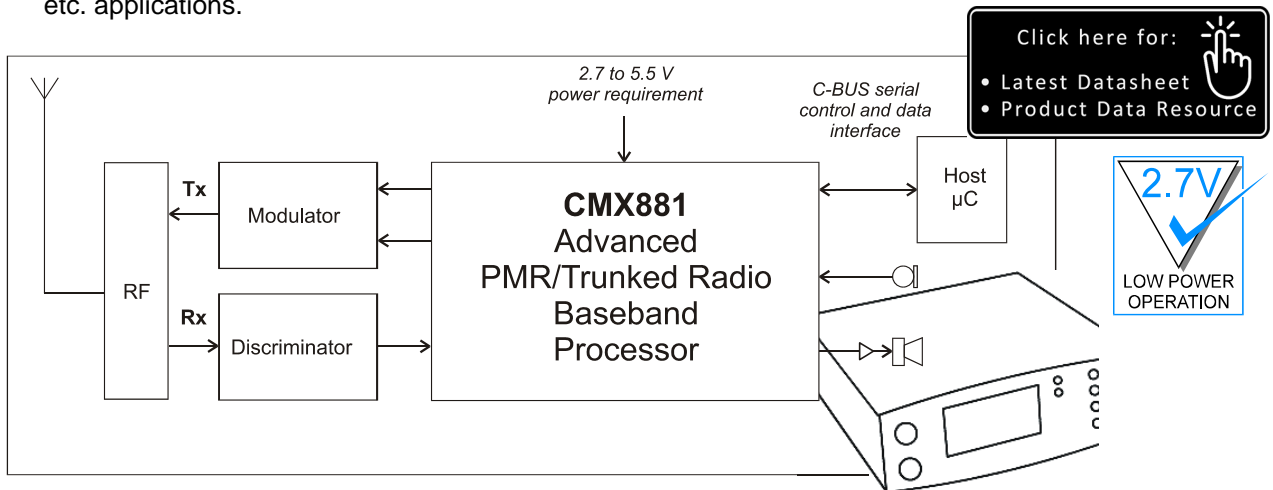 etc. applications.
Click here for:
• Latest Datasheet
• Product Data Resource
2.7 to 5.5 V
power requirement
C-BUS serial
control and data
interface
Tx
Modulator
RF
Rx
Discriminator
CMX881
Advanced
PMR/Trunked Radio
Baseband
Processor
Host
µC
2.7V
LOW POWER
OPERATION